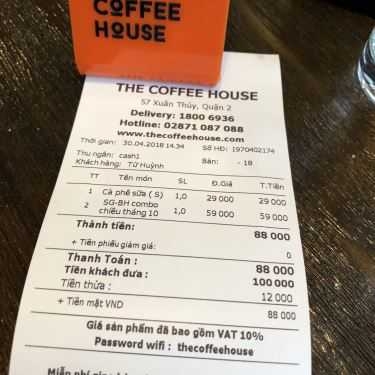 COFFEE
HOUSE
THE COFFEE HOUSE
57 Xuân Thủy, Quận 2
Delivery: 1800 6936
Hotline: 02871 087 088
www.thecoffeehouse.com
Thời gian: 30.04.2018 14.34 Số HĐ: 1970402174
Thu ngân: cash1 Bàn: - 18
Khách hàng: Từ Huỳnh
TT Tên món SL Đ.Giá T.Tiền
1 Cà phê sữa ( S) 1,0 29 000 29 000
2 SG-BH combo chiều tháng 10 1,0 59 000 59 000
Thành tiền: 88 000
+ Tiền phiếu giảm giá: 0
Thanh Toán : 88 000
Tiền khách đưa : 100 000
Tiền thừa : 12 000
+ Tiền mặt VND 88 000
Giá sản phẩm đã bao gồm VAT 10%
Password wifi : thecoffeehouse
Miễn phí